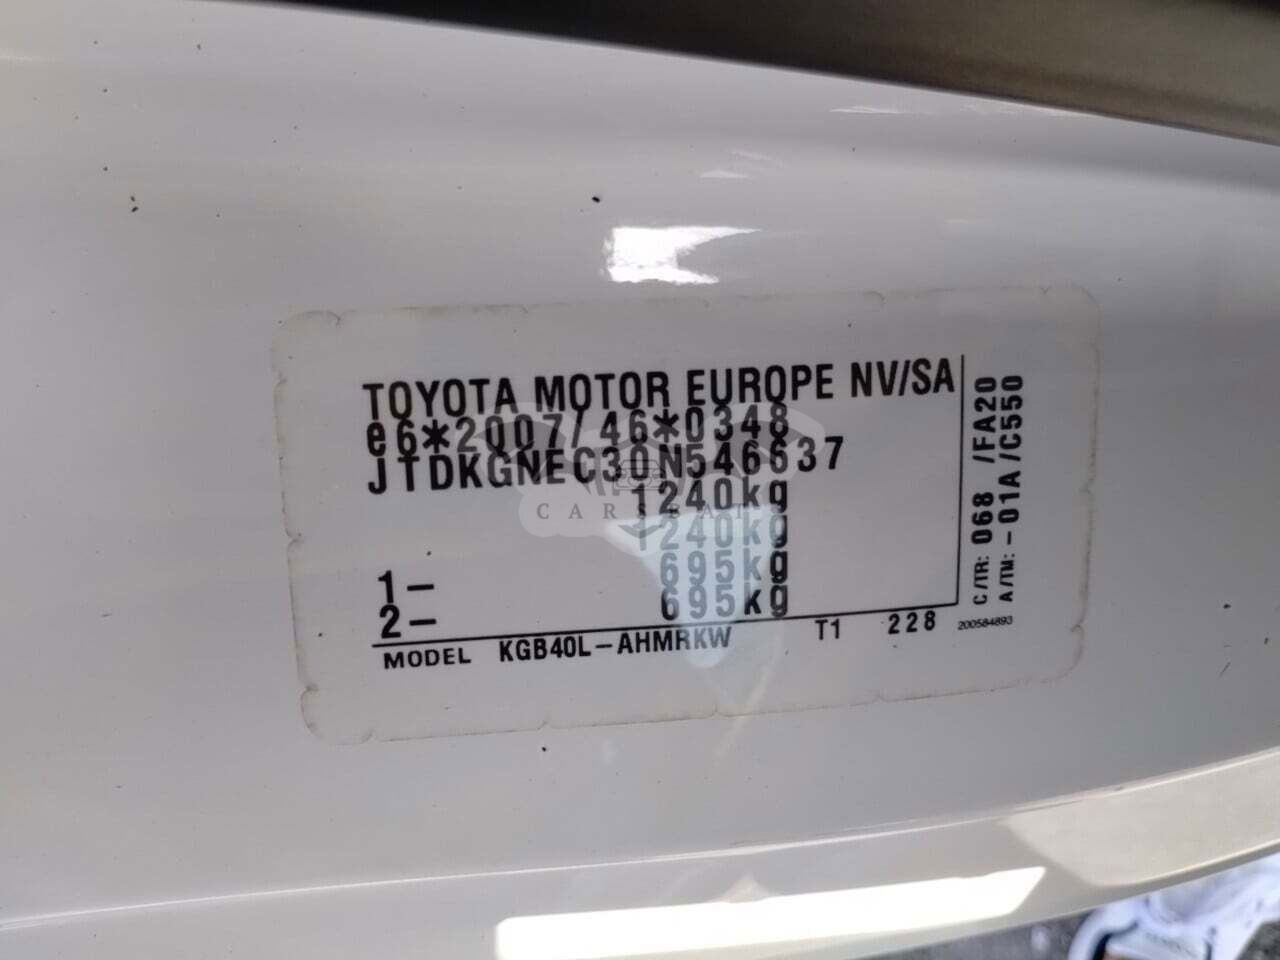 TOYOTA MOTOR EUROPE NV/SA
e6*2007/46*0348
JTDKGNEC30N546637
1240kg
CARSBAT
1240kg
1- 695kg
2- 695kg
MODEL KGB40L-AHMRKW T1 228 200584893
C/TR: 068 /FA20
A/TM: -01A /C550